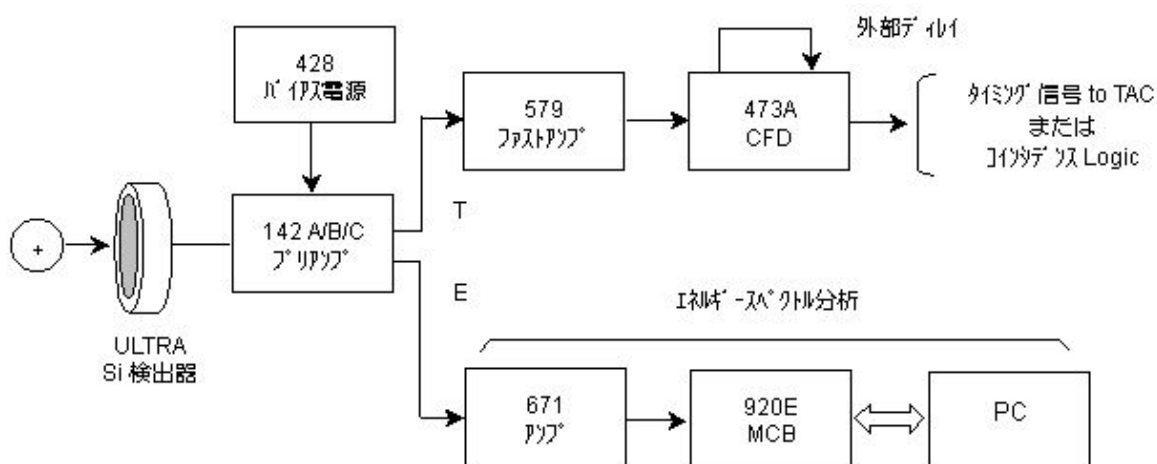 外部ディレイ
428
バイアス電源
579
ファストアンプ
473A
CFD
タイミング信号 to TAC
または
コインシデンス Logic
T
142 A/B/C
プリアンプ
+
E
エネルギースペクトル分析
ULTRA
Si 検出器
671
アンプ
920E
MCB
PC